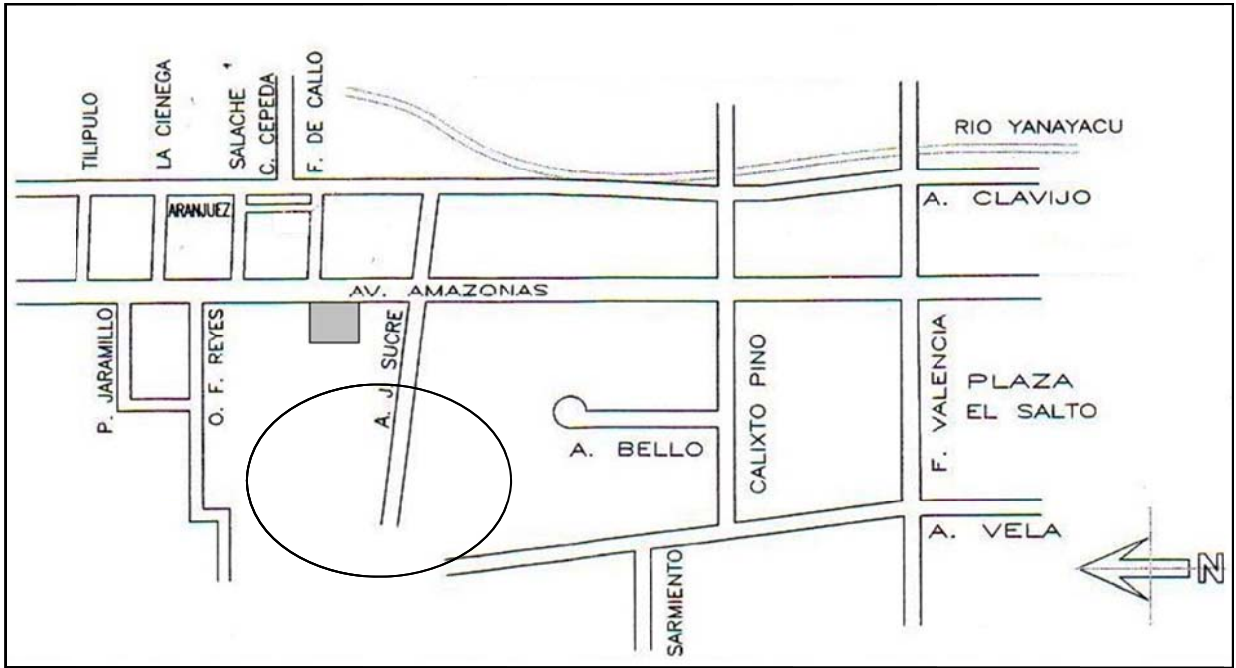 TILIPULO
LA CIENEGA
SALACHE
C. CEPEDA
F. DE CALLO
RIO YANAYACU
ARANJUEZ
A. CLAVIJO
AV. AMAZONAS
P. JARAMILLO
O. F. REYES
A. J. SUCRE
CALIXTO PINO
F. VALENCIA
PLAZA
EL SALTO
A. BELLO
A. VELA
SARMIENTO
N